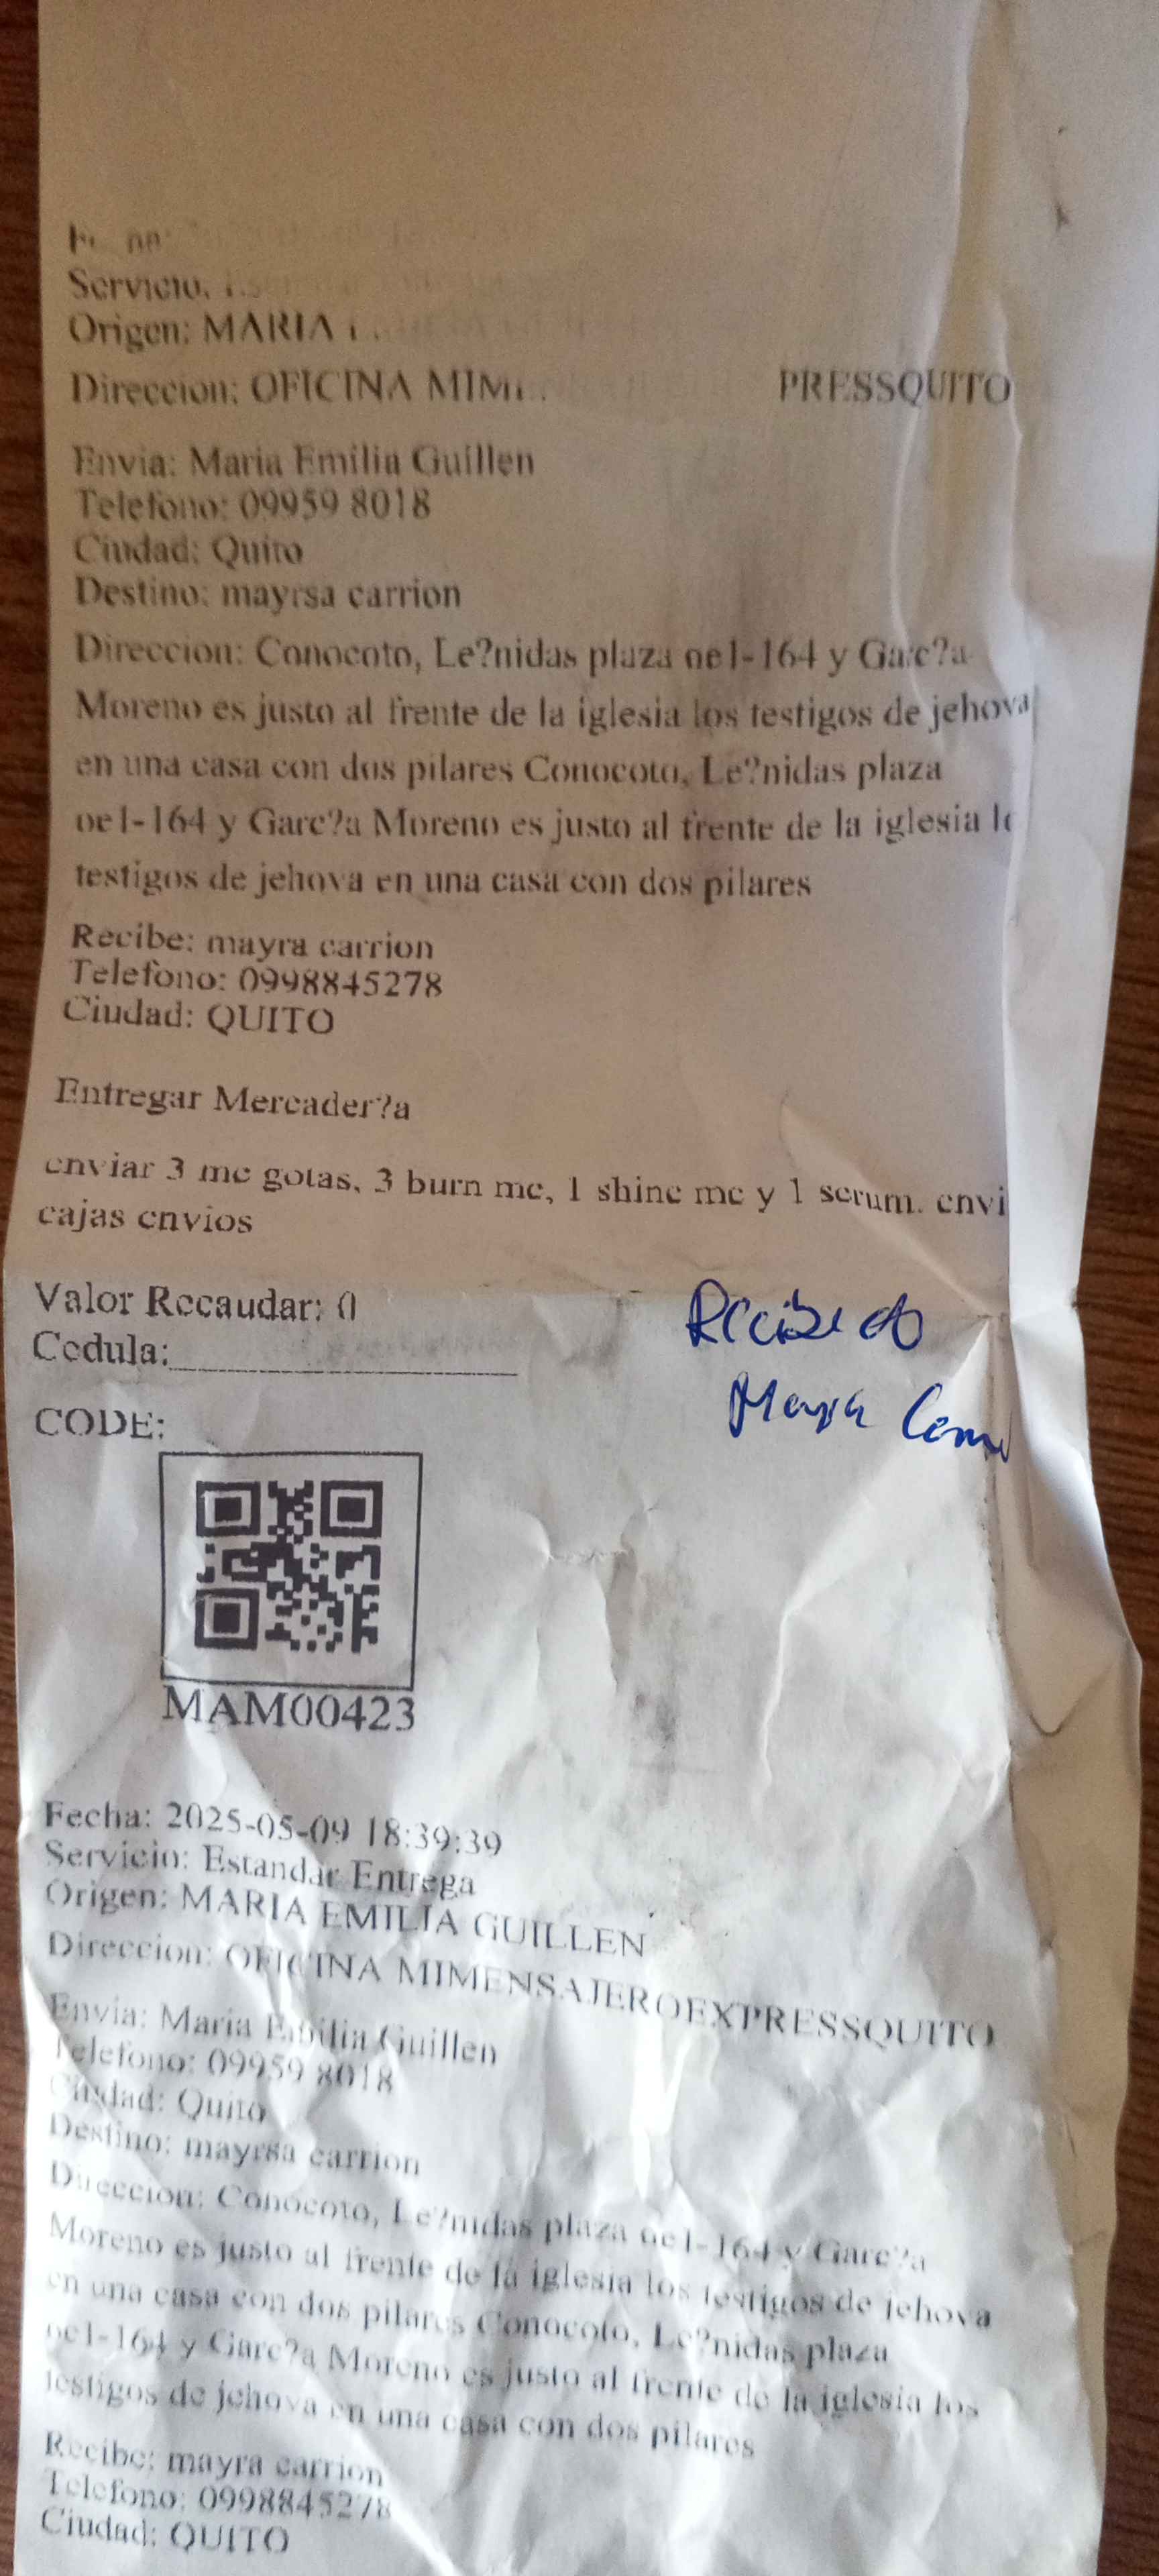 Servicio:
Origen: MARIA
Direccion: OFICINA PRESSQUITO
Envia: Maria Emilia Guillen
Telefono: 09959 8018
Ciudad: Quito
Destino: mayrsa carrion
Direccion: Conocoto, Le?nidas plaza oe1-164 y Garc?a
Moreno es justo al frente de la iglesia los testigos de jehova
en una casa con dos pilares Conocoto, Le?nidas plaza
oe1-164 y Garc?a Moreno es justo al frente de la iglesia
testigos de jehova en una casa con dos pilares
Recibe: mayra carrion
Telefono: 0998845278
Ciudad: QUITO
Entregar Mercader?a
enviar 3 me gotas, 3 burn me, 1 shine me y 1 serum. envi
cajas envios
Valor Recaudar: 0
Cedula:
Recibido
CODE:
Mayra
MAM00423
Fecha: 2025-05-09 18:39:39
Servicio: Estandar Entrega
Origen: MARIA EMILIA GUILLEN
Direccion: OFICINA MIMENSAJEROEXPRESSQUITO
Envia: Maria Emilia Guillen
Telefono: 09959 8018
Ciudad: Quito
Destino: mayrsa carrion
Direccion: Conocoto, Le?nidas plaza oe1-164 y Garc?a
Moreno es justo al frente de la iglesia los testigos de jehova
en una casa con dos pilares Conocoto, Le?nidas plaza
oe1-164 y Garc?a Moreno es justo al frente de la iglesia los
testigos de jehova en una casa con dos pilares
Recibe: mayra carrion
Telefono: 0998845278
Ciudad: QUITO